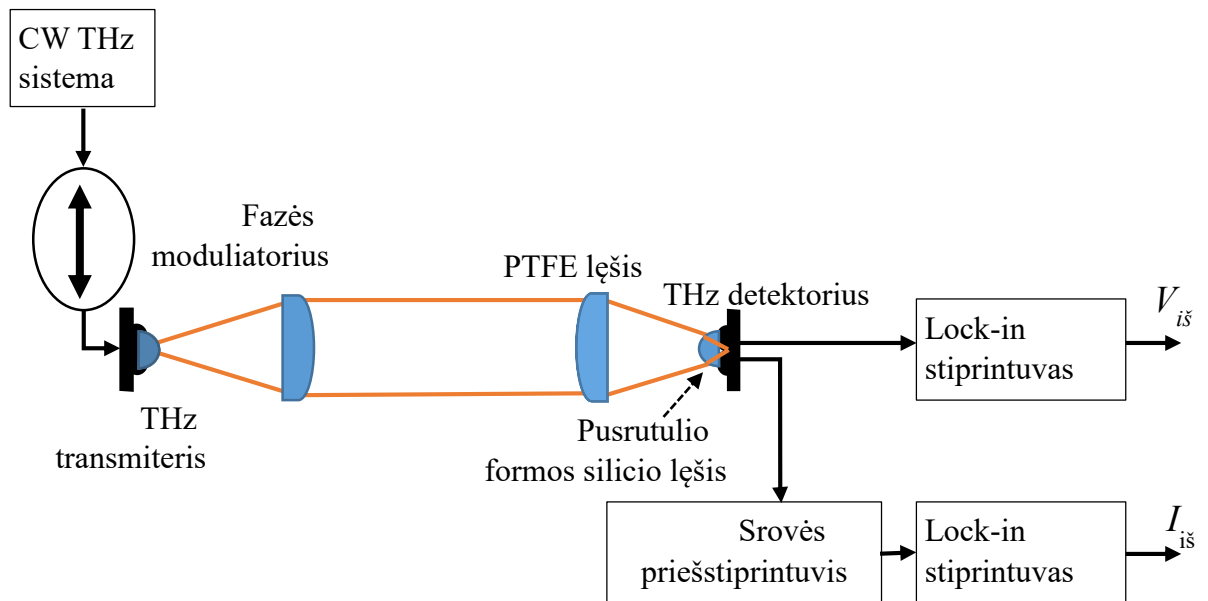 CW THz
sistema
Fazės
moduliatorius
PTFE lęšis
THz detektorius
Lock-in
stiprintuvas
V iš
THz
transmiteris
Pusrutulio
formos silicio lęšis
Srovės
priešstiprintuvis
Lock-in
stiprintuvas
I iš